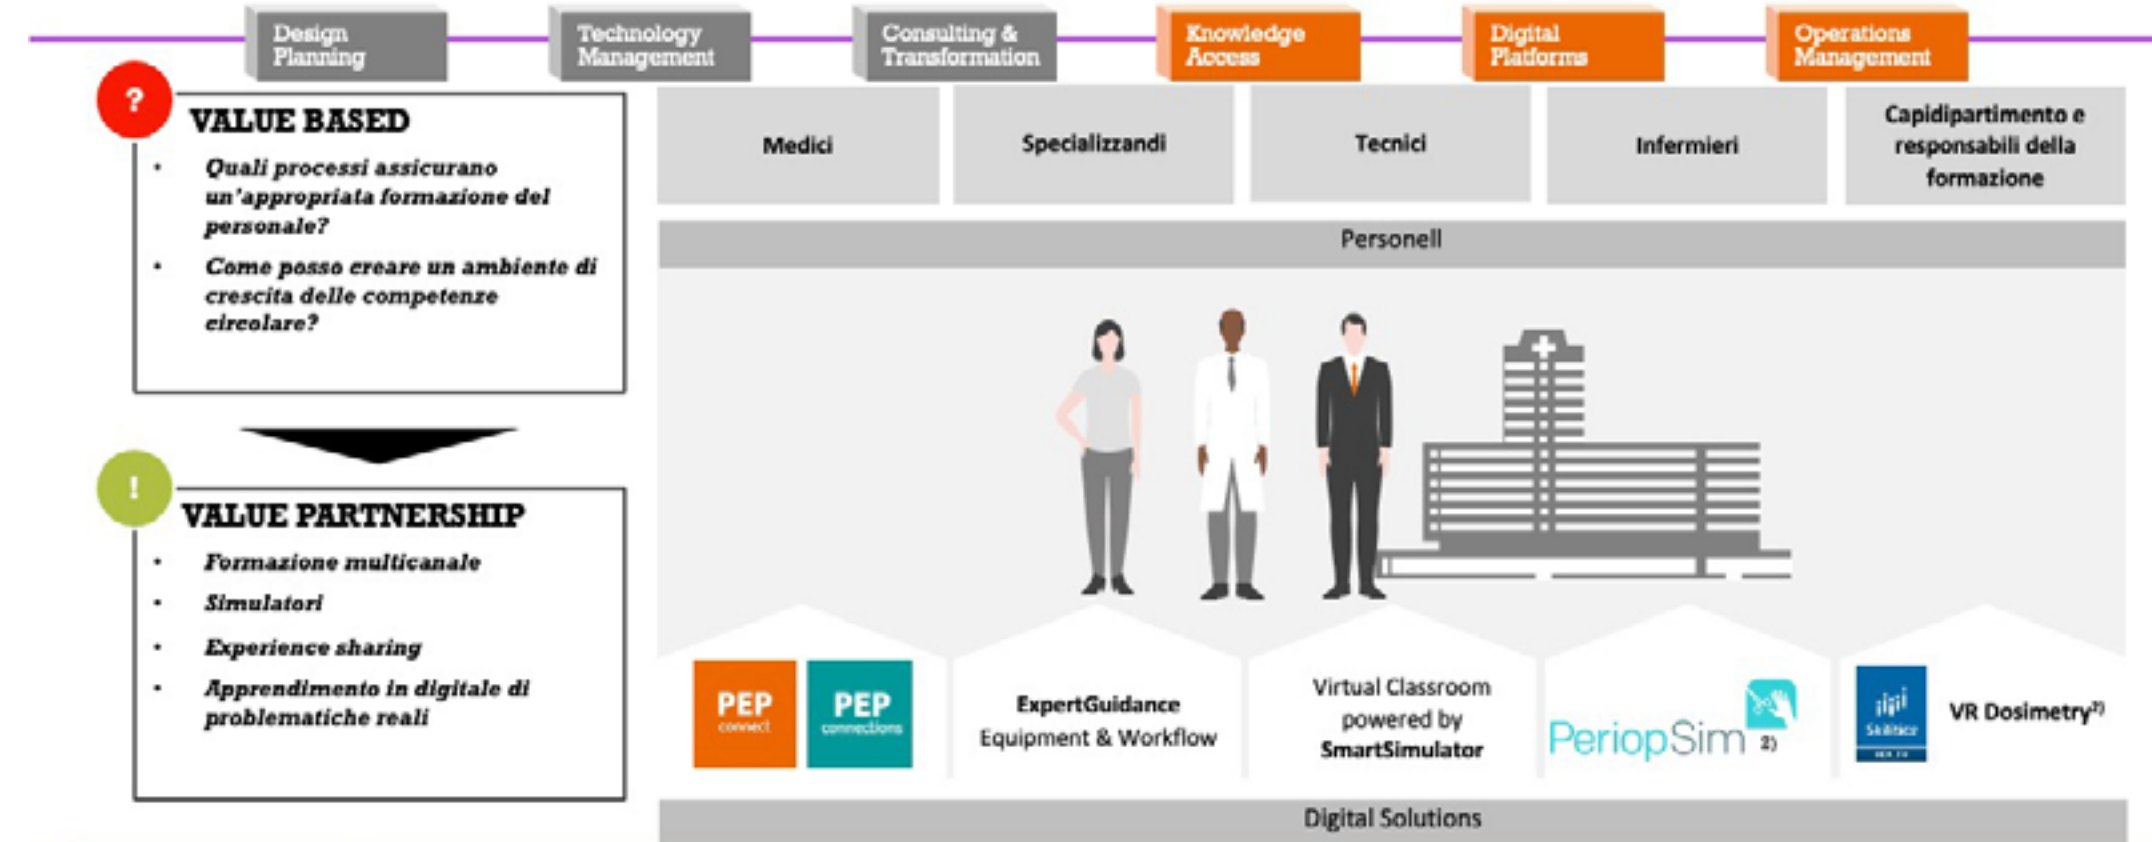 Design
Planning
Technology
Management
Consulting &
Transformation
Knowledge
Access
Digital
Platforms
Operations
Management
?
VALUE BASED
• Quali processi assicurano
un'appropriata formazione del
personale?
• Come posso creare un ambiente di
crescita delle competenze
circolare?
!
VALUE PARTNERSHIP
• Formazione multicanale
• Simulatori
• Experience sharing
• Apprendimento in digitale di
problematiche reali
Medici
Specializzandi
Tecnici
Infermieri
Capidipartimento e
responsabili della
formazione
Personell
PEP
connect
PEP
connections
ExpertGuidance
Equipment & Workflow
Virtual Classroom
powered by
SmartSimulator
PeriopSim 2)
VR Dosimetry2)
Digital Solutions